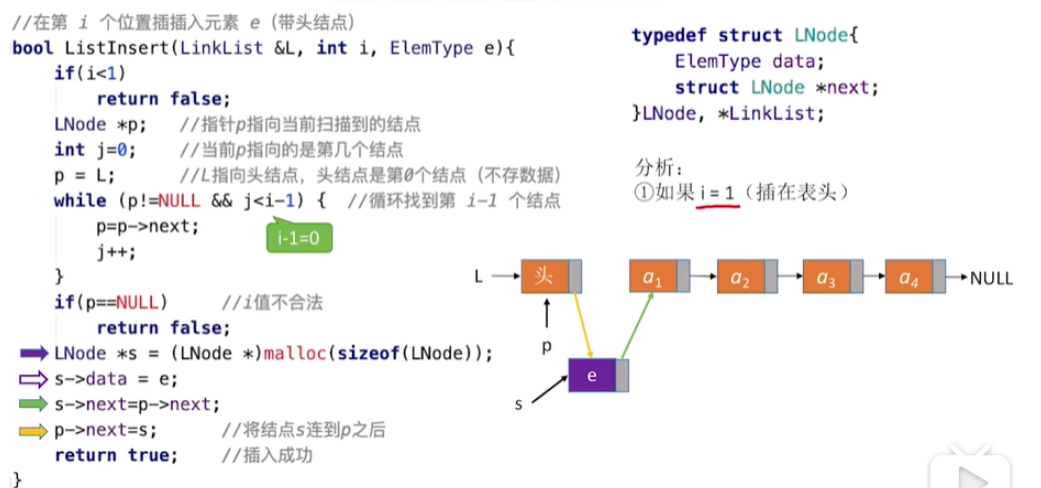 //在第 i 个位置插插入元素 e（带头结点）
bool ListInsert(LinkList &L, int i, ElemType e){
if(i<1)
return false;
LNode *p; //指针p指向当前扫描到的结点
int j=0; //当前p指向的是第几个结点
p = L; //L指向头结点，头结点是第0个结点（不存数据）
while (p!=NULL && j<i-1) { //循环找到第 i-1 个结点
p=p->next;
j++;
i-1=0
}
if(p==NULL) //i值不合法
return false;
LNode *s = (LNode *)malloc(sizeof(LNode));
s->data = e;
s->next=p->next;
p->next=s; //将结点s连到p之后
return true; //插入成功
}
typedef struct LNode{
ElemType data;
struct LNode *next;
}LNode, *LinkList;
分析：
①如果 i = 1（插在表头）
L 头 a1 a2 a3 a4 NULL
p
e
s